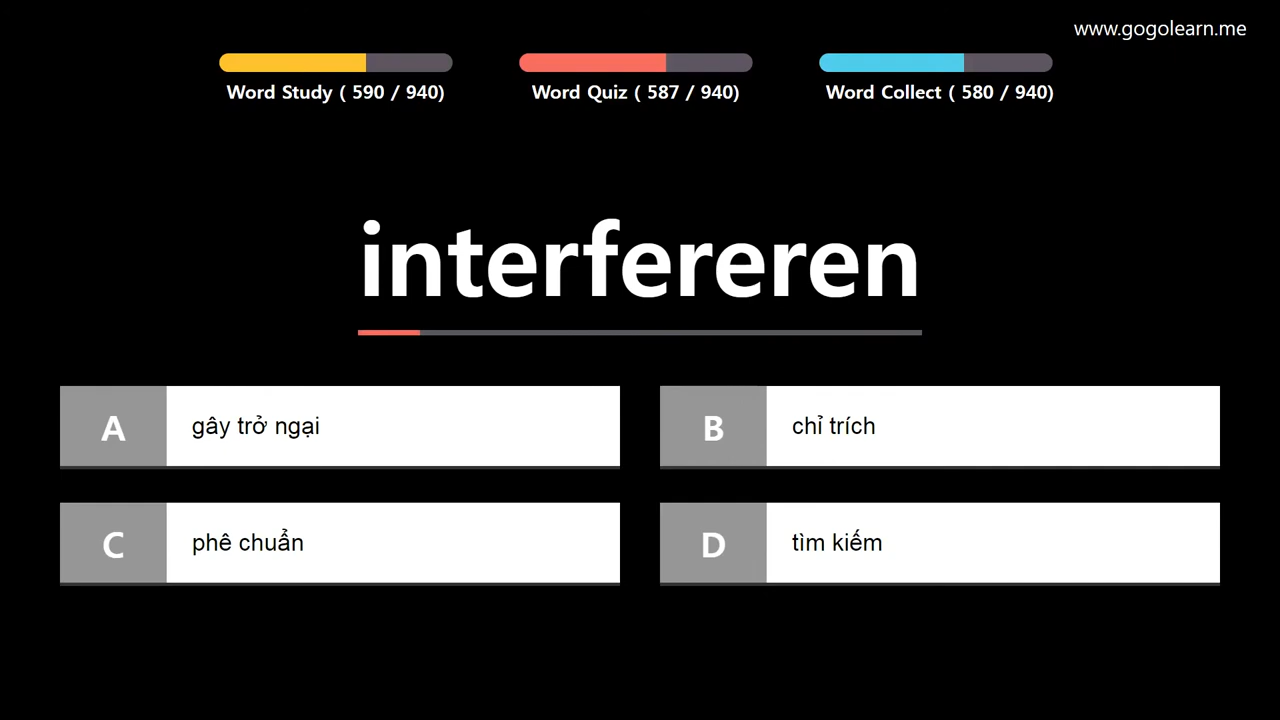 www.gogolearn.me
Word Study ( 590 / 940)
Word Quiz ( 587 / 940)
Word Collect ( 580 / 940)
interfereren
A gây trở ngại
B chỉ trích
C phê chuẩn
D tìm kiếm